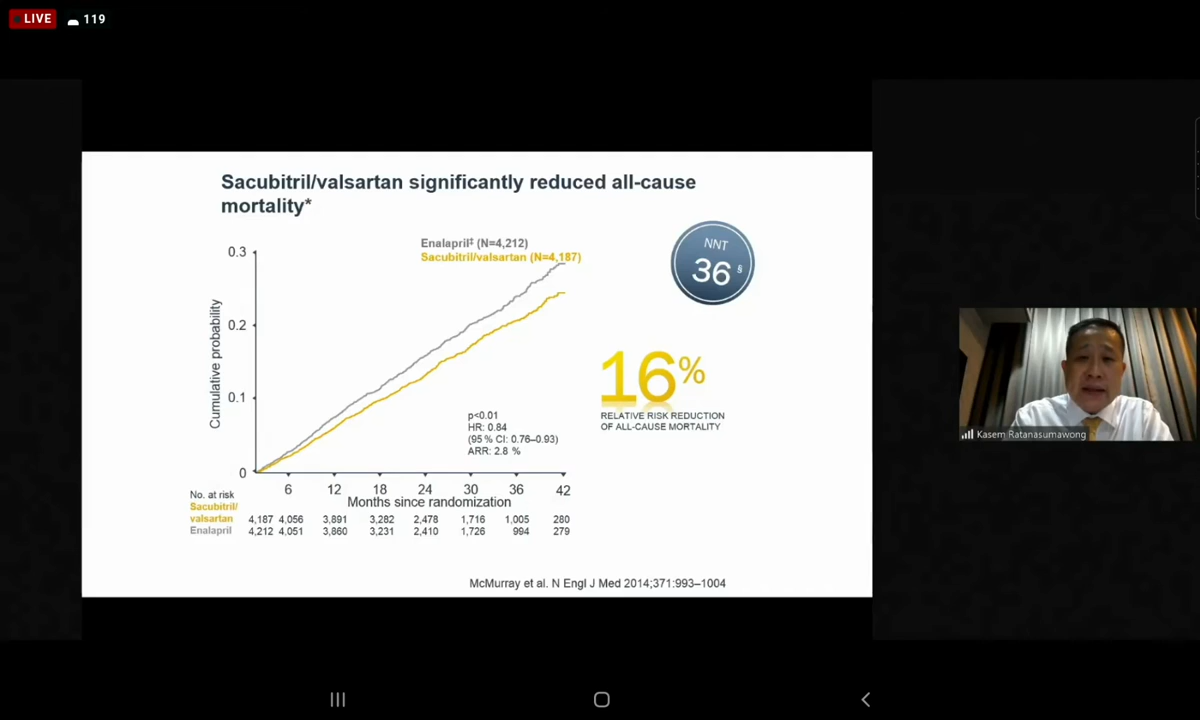 LIVE 119
Sacubitril/valsartan significantly reduced all-cause
mortality*
NNT
36 §
Enalapril‡ (N=4,212)
Sacubitril/valsartan (N=4,187)
0.3
0.2
0.1
0
Cumulative probability
p<0.01
HR: 0.84
(95 % CI: 0.76–0.93)
ARR: 2.8 %
16%
RELATIVE RISK REDUCTION
OF ALL-CAUSE MORTALITY
6 12 18 24 30 36 42
Months since randomization
No. at risk
Sacubitril/
valsartan 4,187 4,056 3,891 3,282 2,478 1,716 1,005 280
Enalapril 4,212 4,051 3,860 3,231 2,410 1,726 994 279
McMurray et al. N Engl J Med 2014;371:993–1004
Kasem Ratanasumawong